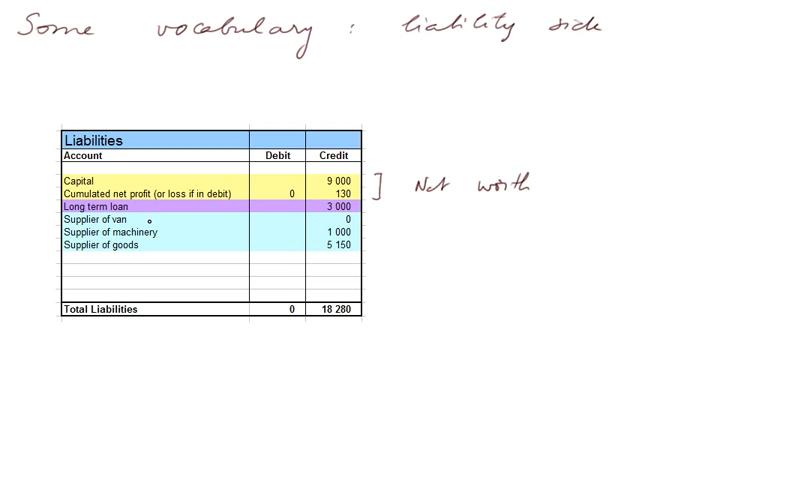 Some vocabulary : liability side
Liabilities
Account Debit Credit
Capital 9 000
Cumulated net profit (or loss if in debit) 0 130
] Net worth
Long term loan 3 000
Supplier of van 0
Supplier of machinery 1 000
Supplier of goods 5 150
Total Liabilities 0 18 280